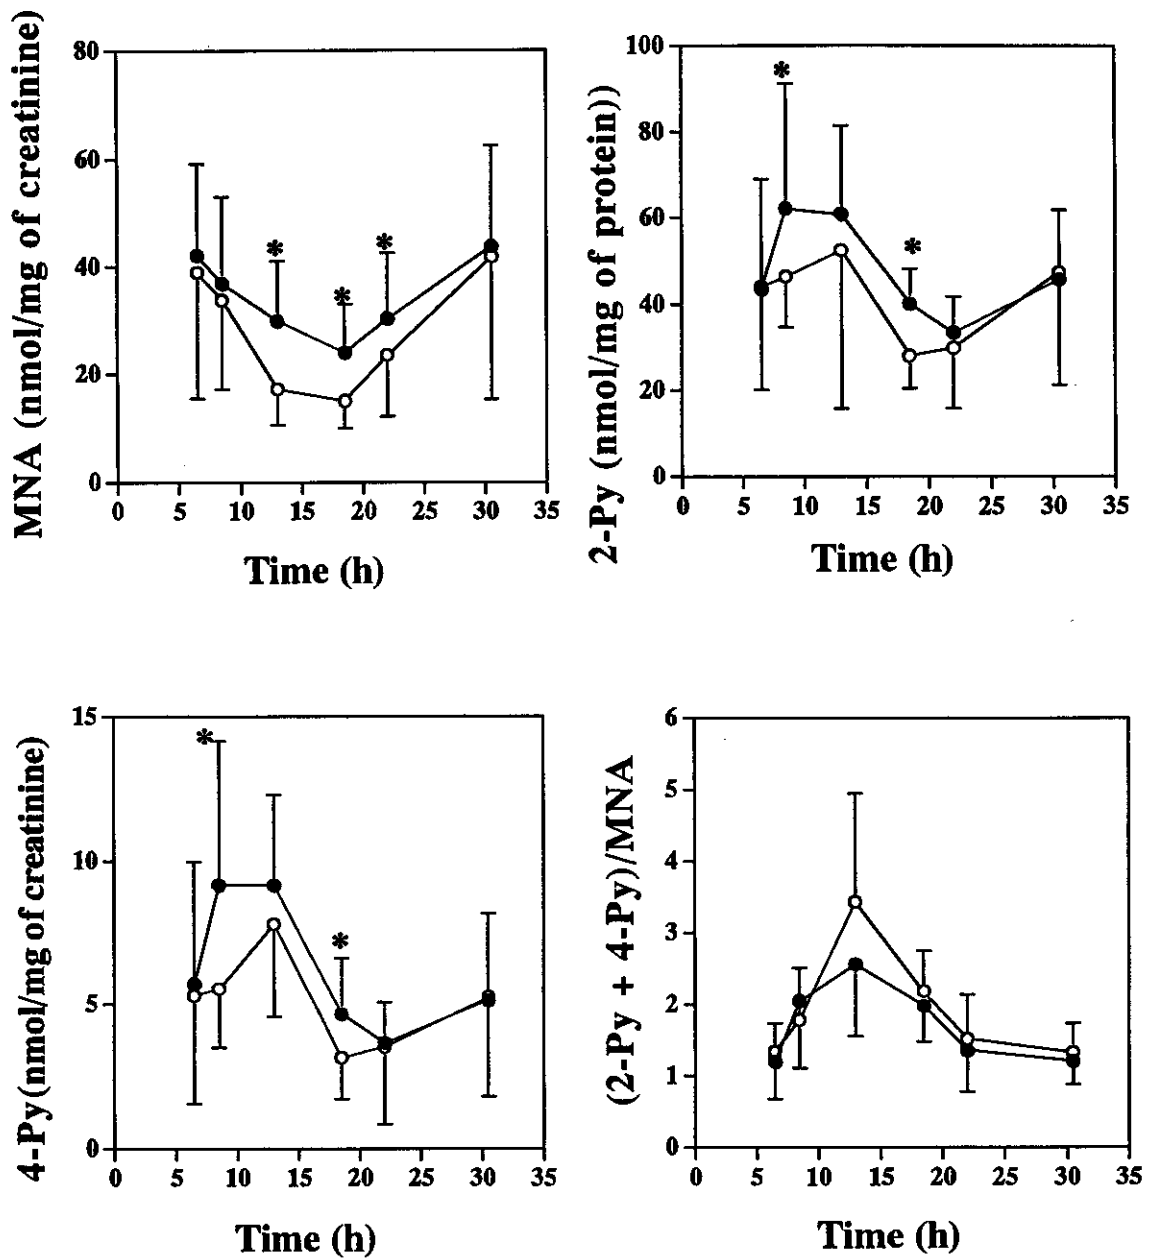 MNA (nmol/mg of creatinine)
80
60
40
20
0
* * *
0 5 10 15 20 25 30 35
Time (h)
2-Py (nmol/mg of protein))
100
80
60
40
20
0
* *
0 5 10 15 20 25 30 35
Time (h)
4-Py(nmol/mg of creatinine)
15
10
5
0
* *
0 5 10 15 20 25 30 35
Time (h)
(2-Py + 4-Py)/MNA
6
5
4
3
2
1
0
0 5 10 15 20 25 30 35
Time (h)